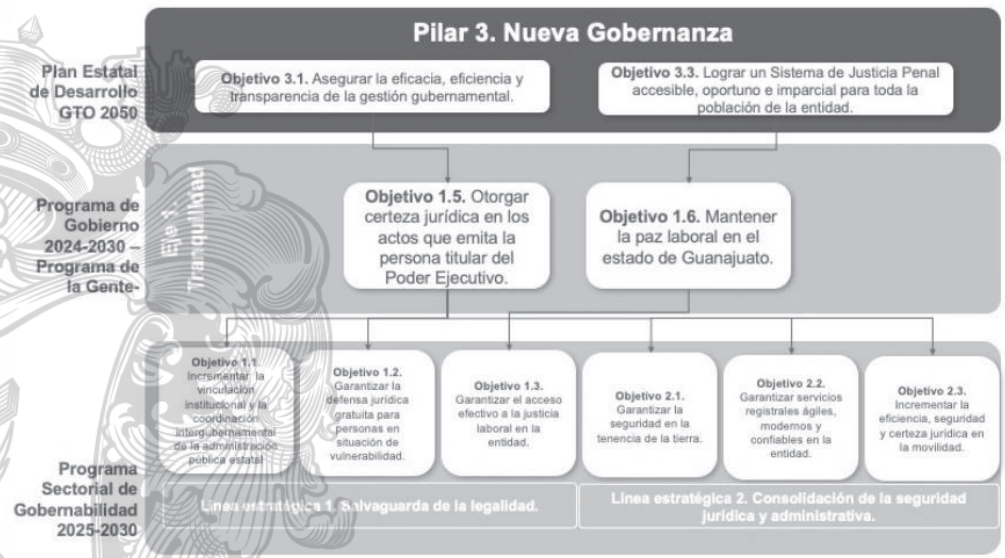 Pilar 3. Nueva Gobernanza
Plan Estatal
de Desarrollo
GTO 2050
Objetivo 3.1. Asegurar la eficacia, eficiencia y
transparencia de la gestión gubernamental.
Objetivo 3.3. Lograr un Sistema de Justicia Penal
accesible, oportuno e imparcial para toda la
población de la entidad.
Programa de
Gobierno
2024-2030 –
Programa de
la Gente-
Eje 1.
Tranquilidad
Objetivo 1.5. Otorgar
certeza jurídica en los
actos que emita la
persona titular del
Poder Ejecutivo.
Objetivo 1.6. Mantener
la paz laboral en el
estado de Guanajuato.
Programa
Sectorial de
Gobernabilidad
2025-2030
Objetivo 1.1.
Incrementar la
vinculación
institucional y la
coordinación
intergubernamental
de la administración
pública estatal
Objetivo 1.2.
Garantizar la
defensa jurídica
gratuita para
personas en
situación de
vulnerabilidad.
Objetivo 1.3.
Garantizar el acceso
efectivo a la justicia
laboral en la
entidad.
Objetivo 2.1.
Garantizar la
seguridad en la
tenencia de la tierra.
Objetivo 2.2.
Garantizar servicios
registrales ágiles,
modernos y
confiables en la
entidad.
Objetivo 2.3.
Incrementar la
eficiencia, seguridad
y certeza jurídica en
la movilidad.
Línea estratégica 1. Salvaguarda de la legalidad.
Línea estratégica 2. Consolidación de la seguridad
jurídica y administrativa.